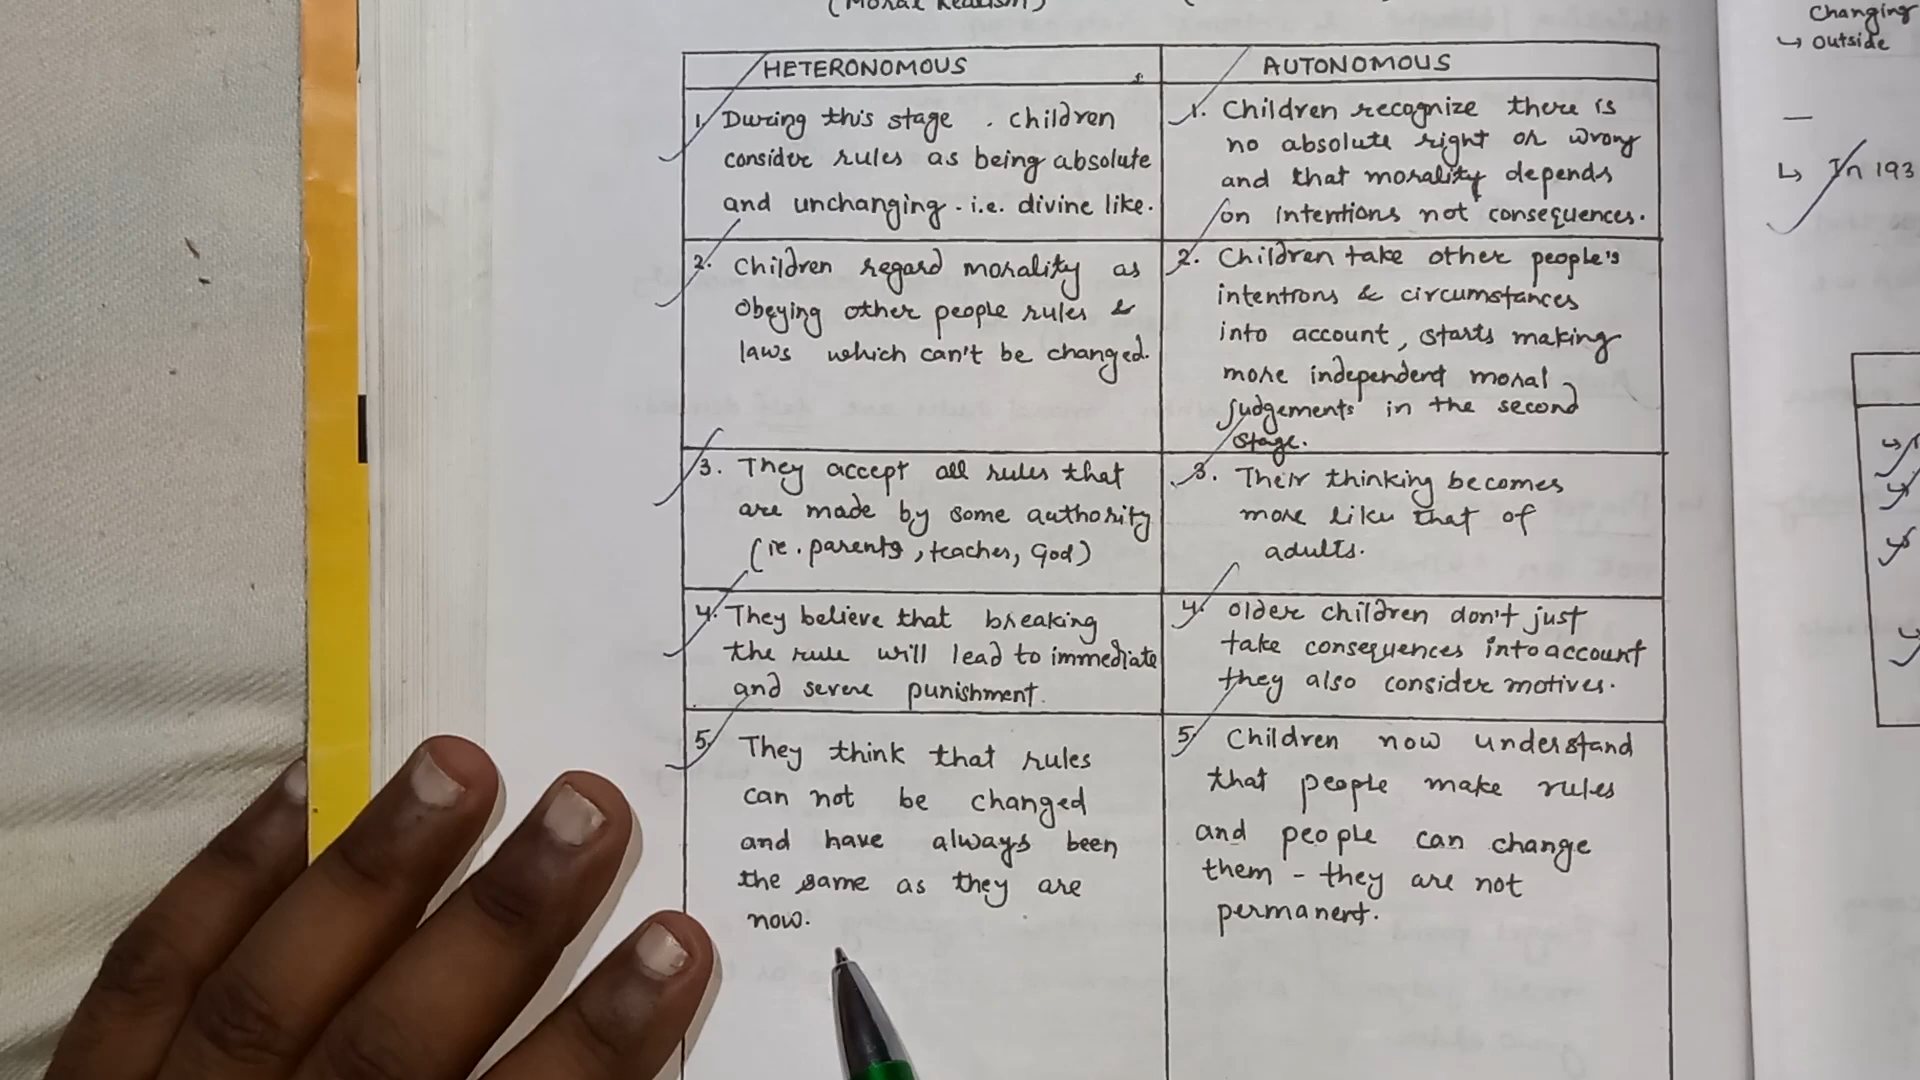 (Moral Realism)
HETERONOMOUS
AUTONOMOUS
1. During this stage . children
consider rules as being absolute
and unchanging . i.e. divine like.
1. Children recognize there is
no absolute right or wrong
and that morality depends
on intentions not consequences.
2. Children regard morality as
obeying other people rules &
laws which can't be changed.
2. Children take other people's
intentions & circumstances
into account, starts making
more independent moral
judgements in the second
stage.
3. They accept all rules that
are made by some authority
(ie. parents, teacher, God)
3. Their thinking becomes
more like that of
adults.
4. They believe that breaking
the rule will lead to immediate
and severe punishment.
4. Older children don't just
take consequences into account
they also consider motives.
5. They think that rules
can not be changed
and have always been
the same as they are
now.
5. Children now understand
that people make rules
and people can change
them - they are not
permanent.
Changing
↳ outside
↳ In 193